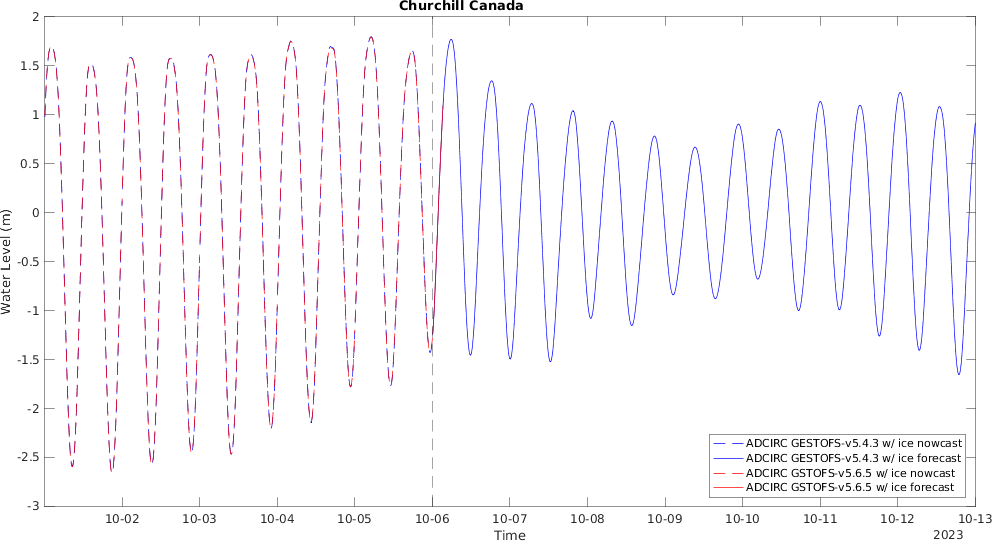 Churchill Canada
2
1.5
1
0.5
0
-0.5
-1
-1.5
-2
-2.5
-3
Water Level (m)
10-02 10-03 10-04 10-05 10-06 10-07 10-08 10-09 10-10 10-11 10-12 10-13
Time
2023
ADCIRC GESTOFS-v5.4.3 w/ ice nowcast
ADCIRC GESTOFS-v5.4.3 w/ ice forecast
ADCIRC GSTOFS-v5.6.5 w/ ice nowcast
ADCIRC GSTOFS-v5.6.5 w/ ice forecast